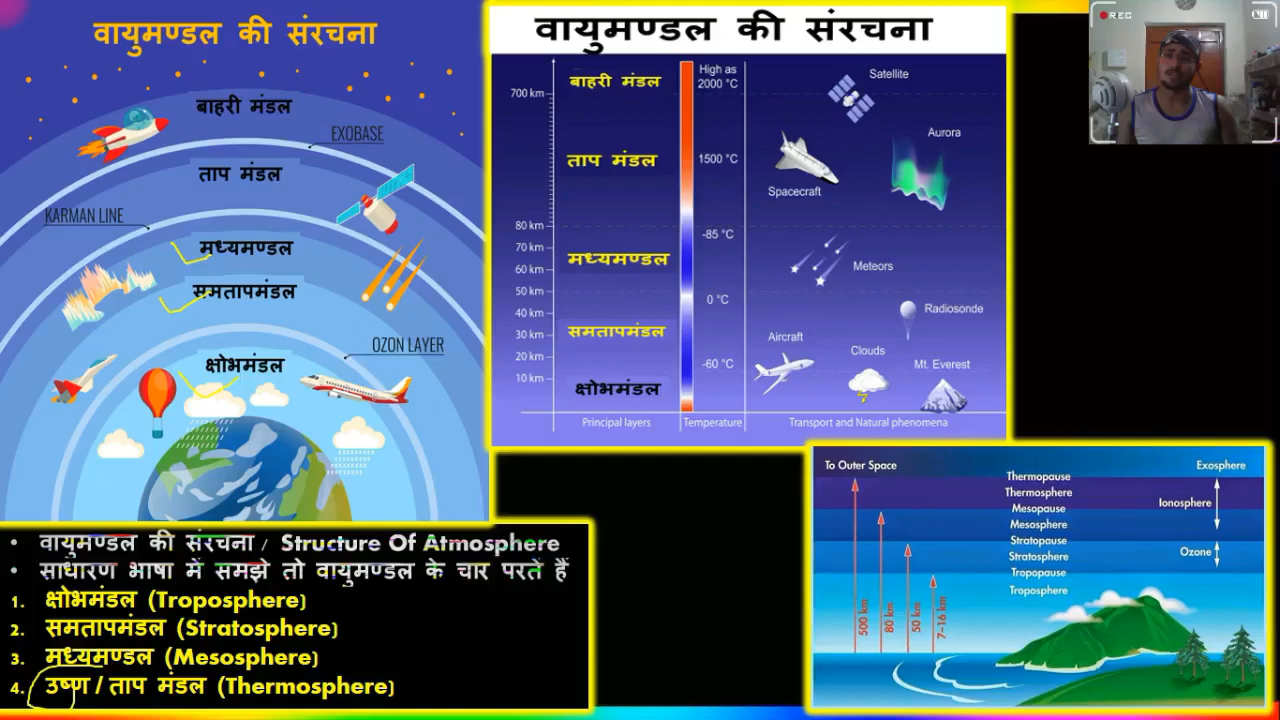 वायुमण्डल की संरचना
बाहरी मंडल
EXOBASE
ताप मंडल
KARMAN LINE
मध्यमण्डल
समतापमंडल
OZON LAYER
क्षोभमंडल
वायुमण्डल की संरचना
बाहरी मंडल
High as
2000 °C
Satellite
700 km
Aurora
ताप मंडल
1500 °C
Spacecraft
80 km
-85 °C
70 km
मध्यमण्डल
Meteors
60 km
50 km
0 °C
40 km
Radiosonde
30 km
समतापमंडल
Aircraft
20 km
-60 °C
Clouds
Mt. Everest
10 km
क्षोभमंडल
Principal layers
Temperature
Transport and Natural phenomena
REC
To Outer Space
Exosphere
Thermopause
Thermosphere
Ionosphere
Mesopause
Mesosphere
Stratopause
Stratosphere
Ozone
Tropopause
Troposphere
500 km
80 km
50 km
7-16 km
• वायुमण्डल की संरचना / Structure Of Atmosphere
• साधारण भाषा में समझे तो वायुमण्डल के चार परतें हैं
1. क्षोभमंडल (Troposphere)
2. समतापमंडल (Stratosphere)
3. मध्यमण्डल (Mesosphere)
4. उष्ण / ताप मंडल (Thermosphere)